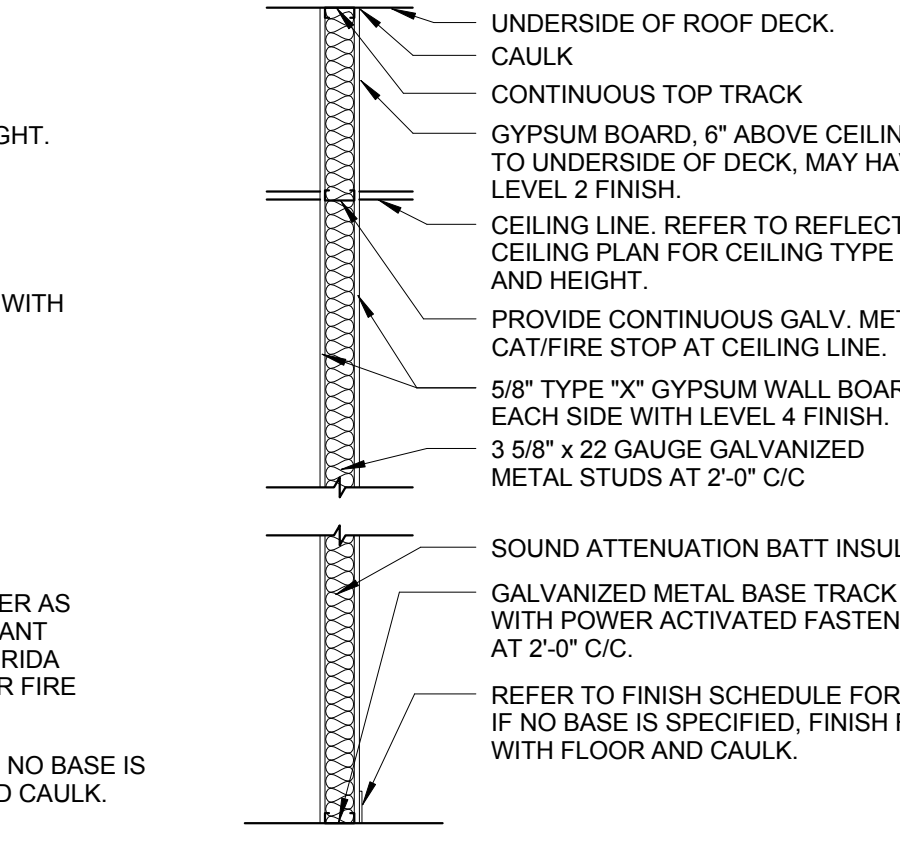 GHT.
WITH
ER AS
ANT
RIDA
R FIRE
NO BASE IS
D CAULK.
UNDERSIDE OF ROOF DECK.
CAULK
CONTINUOUS TOP TRACK
GYPSUM BOARD, 6" ABOVE CEILIN
TO UNDERSIDE OF DECK, MAY HA
LEVEL 2 FINISH.
CEILING LINE. REFER TO REFLECT
CEILING PLAN FOR CEILING TYPE
AND HEIGHT.
PROVIDE CONTINUOUS GALV. MET
CAT/FIRE STOP AT CEILING LINE.
5/8" TYPE "X" GYPSUM WALL BOAR
EACH SIDE WITH LEVEL 4 FINISH.
3 5/8" x 22 GAUGE GALVANIZED
METAL STUDS AT 2'-0" C/C
SOUND ATTENUATION BATT INSUL
GALVANIZED METAL BASE TRACK
WITH POWER ACTIVATED FASTEN
AT 2'-0" C/C.
REFER TO FINISH SCHEDULE FOR
IF NO BASE IS SPECIFIED, FINISH
WITH FLOOR AND CAULK.